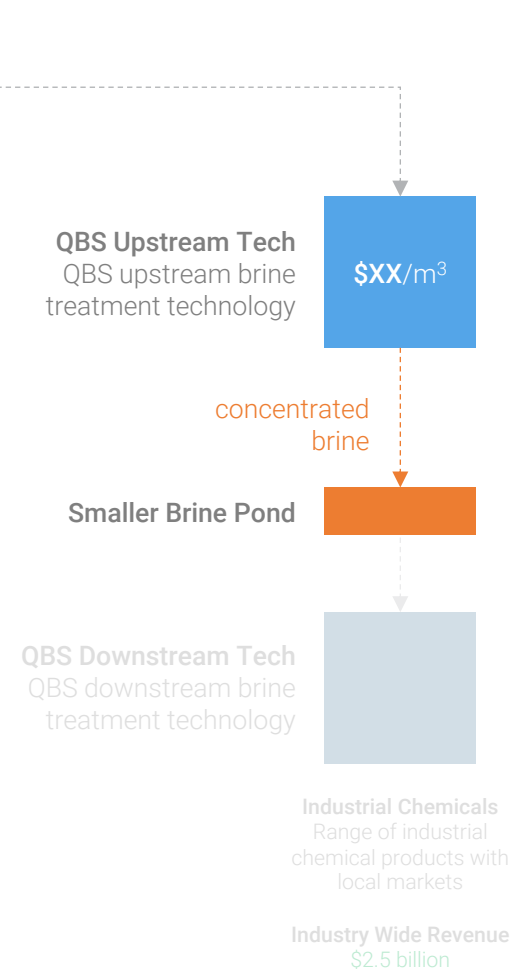 QBS Upstream Tech
QBS upstream brine
treatment technology
$XX/m³
concentrated
brine
Smaller Brine Pond
QBS Downstream Tech
QBS downstream brine
treatment technology
Industrial Chemicals
Range of industrial
chemical products with
local markets
Industry Wide Revenue
$2.5 billion